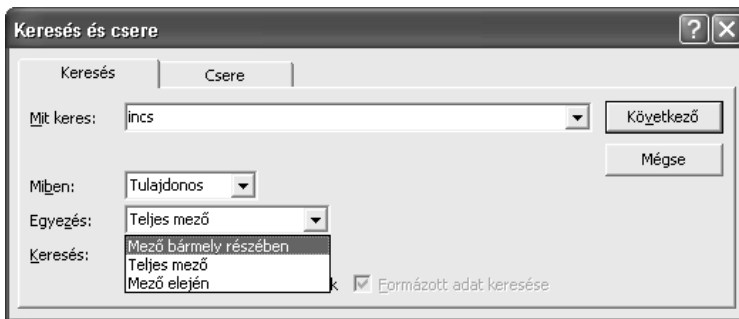 Keresés és csere
Keresés Csere
Mit keres: incs Következő
Mégse
Miben: Tulajdonos
Egyezés: Teljes mező
Keresés: Mező bármely részében
Teljes mező
Mező elején
Formázott adat keresése